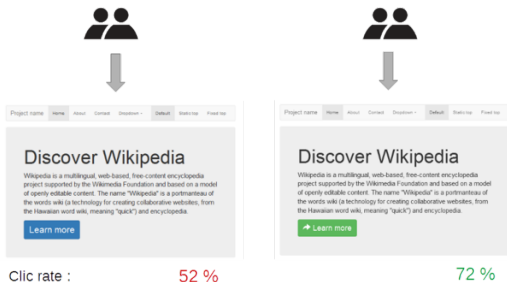 Project name Home About Contact Dropdown Default Static top Fixed top
Discover Wikipedia
Wikipedia is a multilingual, web-based, free-content encyclopedia
project supported by the Wikimedia Foundation and based on a model
of openly editable content. The name "Wikipedia" is a portmanteau of
the words wiki (a technology for creating collaborative websites, from
the Hawaiian word wiki, meaning "quick") and encyclopedia.
Learn more
Project name Home About Contact Dropdown Default Static top Fixed top
Discover Wikipedia
Wikipedia is a multilingual, web-based, free-content encyclopedia
project supported by the Wikimedia Foundation and based on a model
of openly editable content. The name "Wikipedia" is a portmanteau of
the words wiki (a technology for creating collaborative websites, from
the Hawaiian word wiki, meaning "quick") and encyclopedia.
Learn more
Clic rate : 52 % 72 %